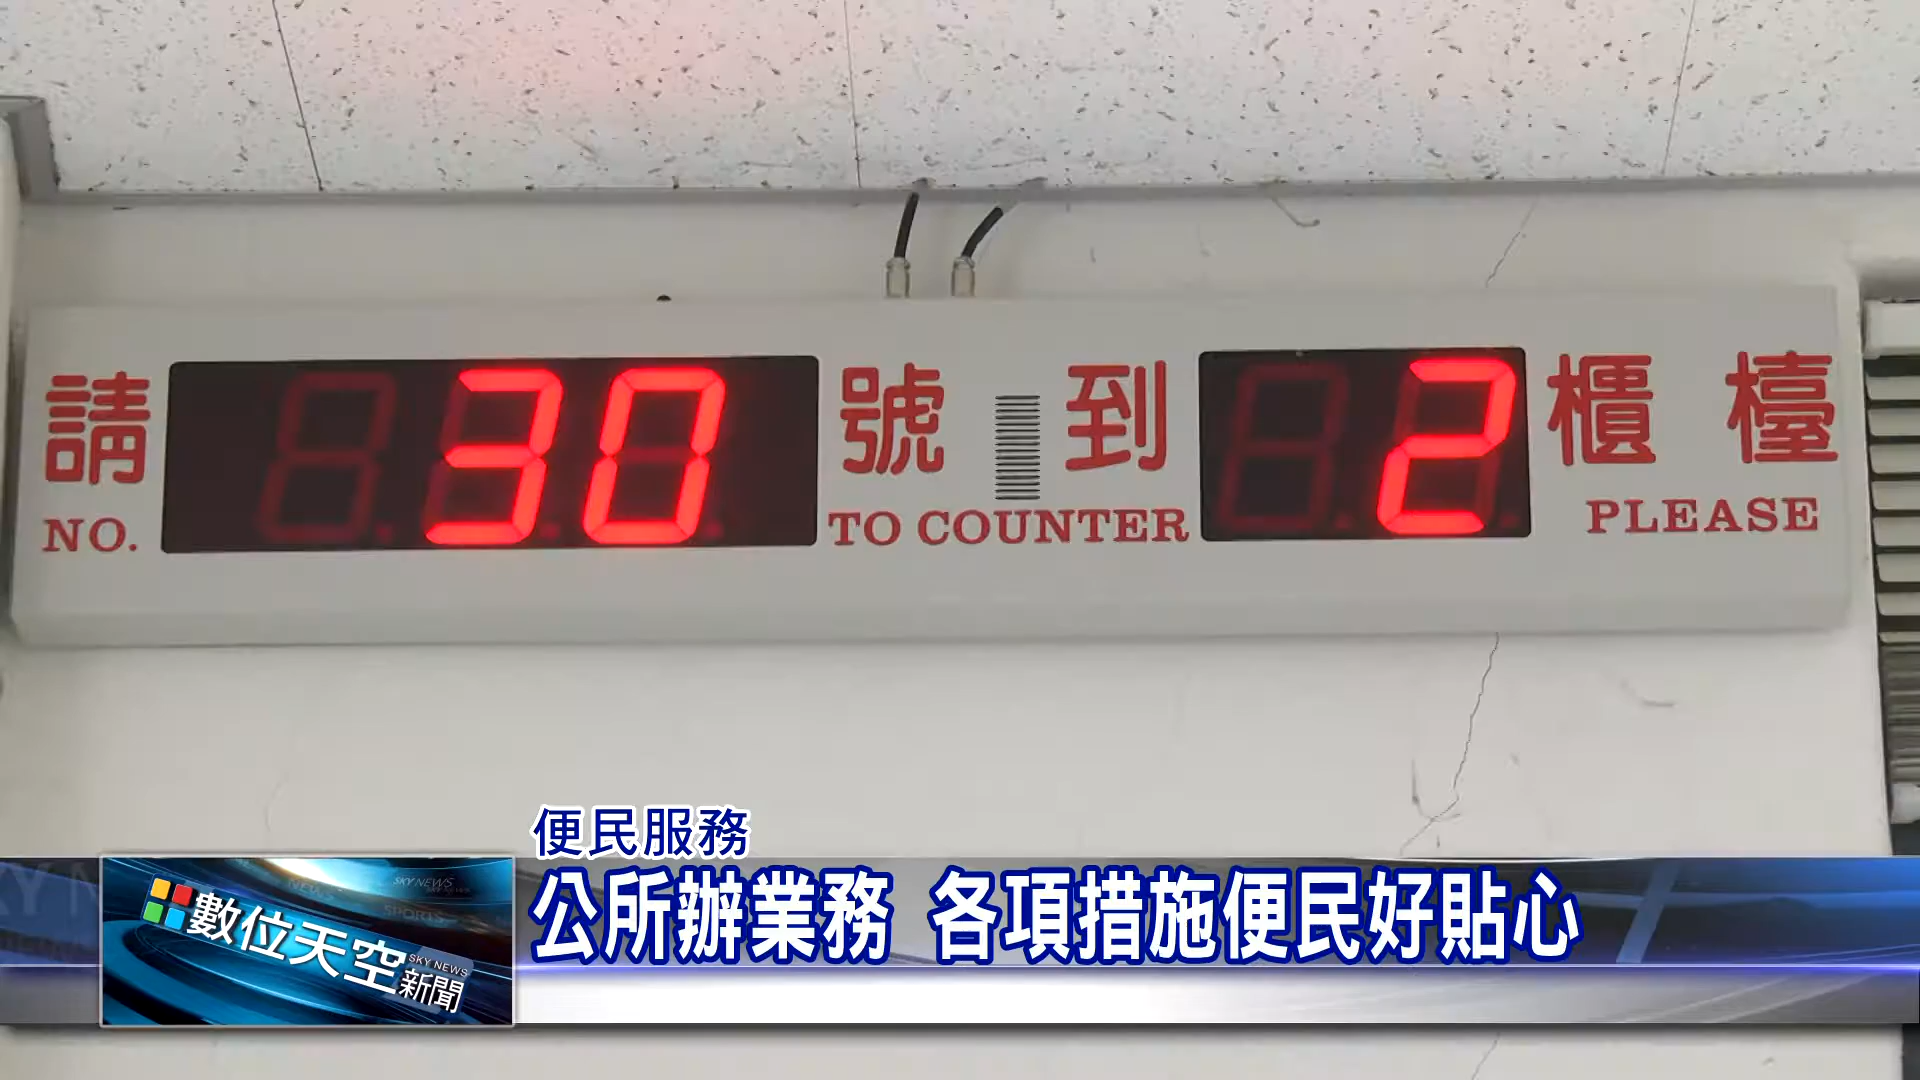 請 30 號 到 2 櫃 檯
NO. TO COUNTER PLEASE
便民服務
公所辦業務 各項措施便民好貼心
數位天空新聞
SKY NEWS
SPORTS